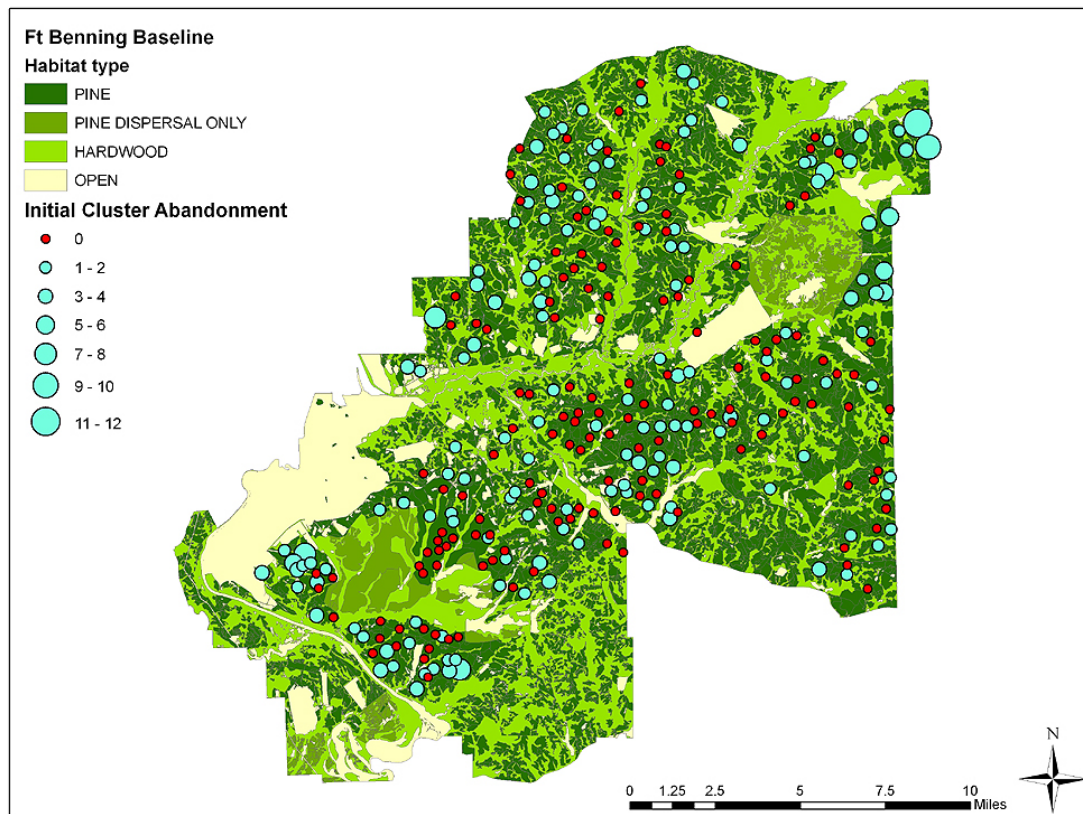 Ft Benning Baseline
Habitat type
PINE
PINE DISPERSAL ONLY
HARDWOOD
OPEN
Initial Cluster Abandonment
0
1 - 2
3 - 4
5 - 6
7 - 8
9 - 10
11 - 12
N
0 1.25 2.5 5 7.5 10
Miles